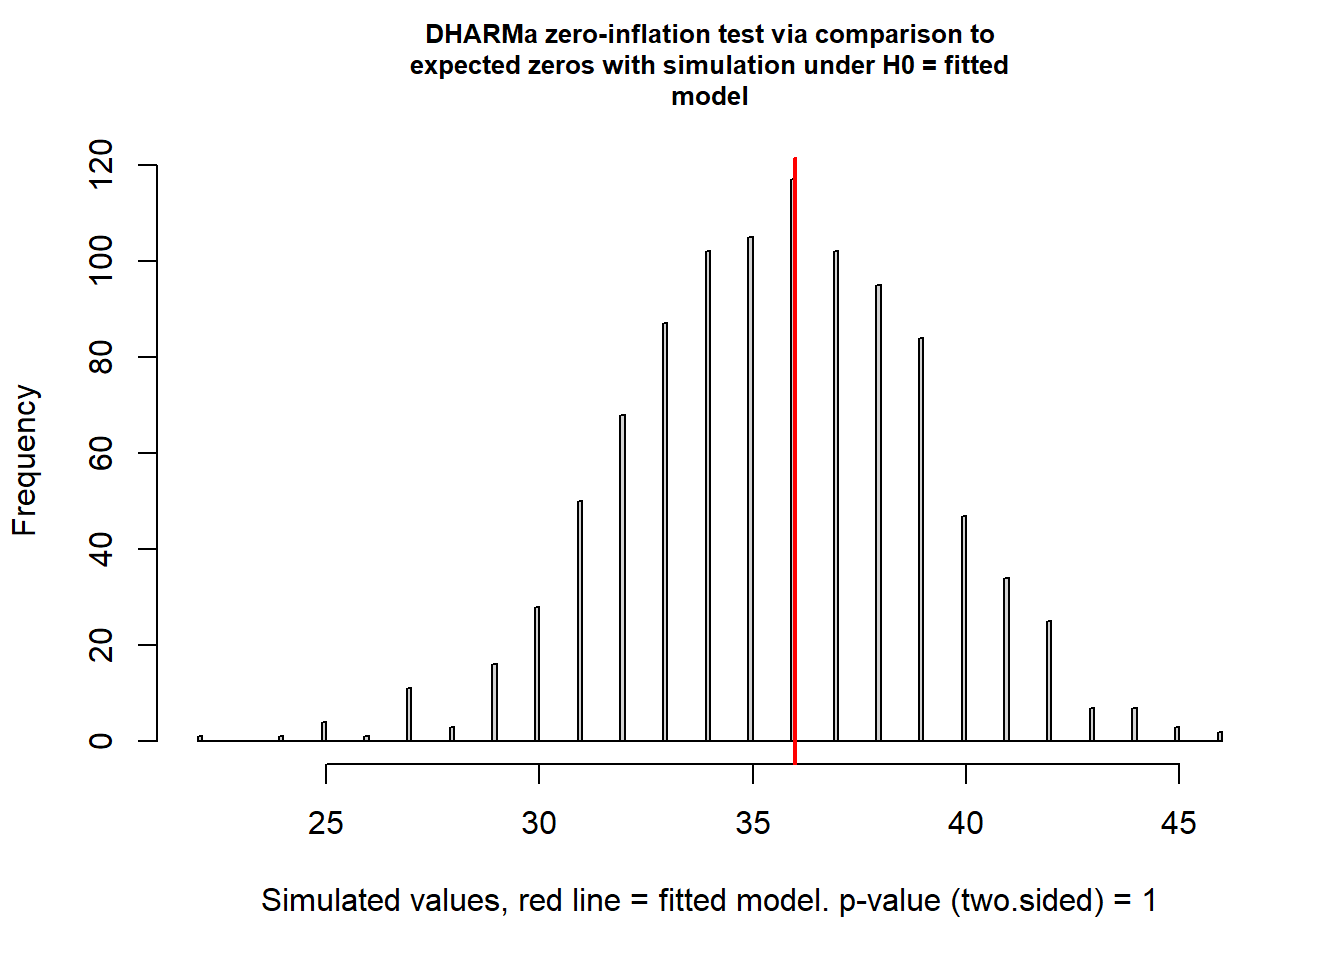 DHARMa zero-inflation test via comparison to
expected zeros with simulation under H0 = fitted
model
Frequency
120
100
80
60
40
20
0
25 30 35 40 45
Simulated values, red line = fitted model. p-value (two.sided) = 1